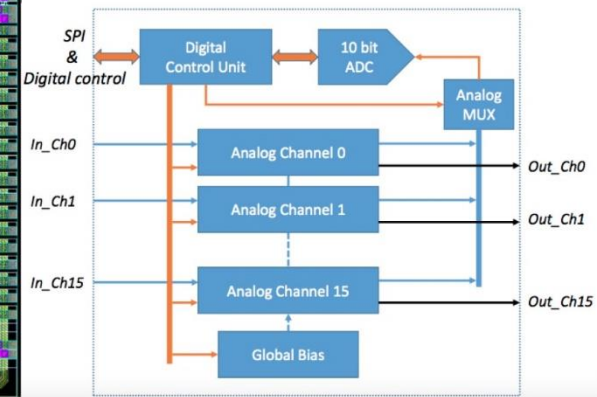 SPI
&
Digital control
Digital
Control Unit
10 bit
ADC
Analog
MUX
In_Ch0
Analog Channel 0
Out_Ch0
In_Ch1
Analog Channel 1
Out_Ch1
In_Ch15
Analog Channel 15
Out_Ch15
Global Bias